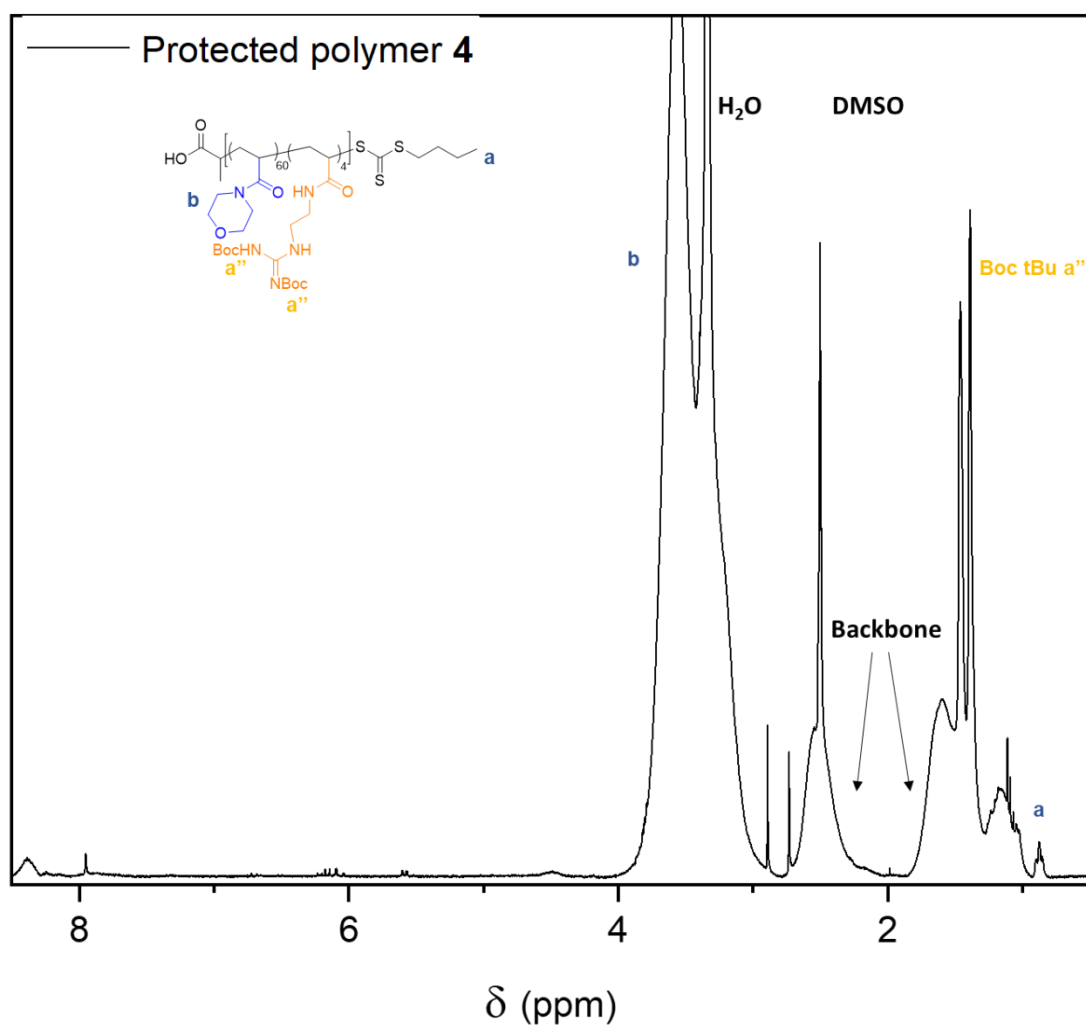 Protected polymer 4
H₂O
DMSO
O
HO
60
4
S
S
S
a
b
N
O
HN
O
O
BocHN
NH
a''
NBoc
a''
b
Boc tBu a''
Backbone
a
8
6
4
2
δ (ppm)